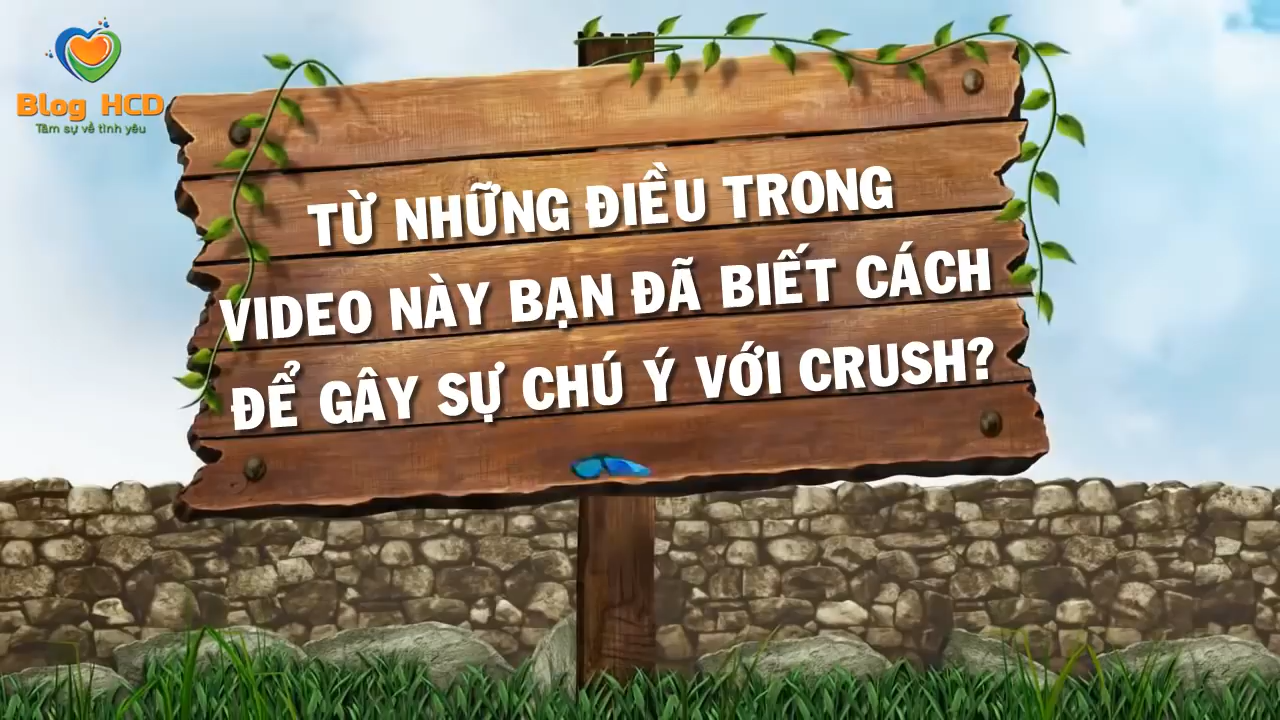 Blog HCD
Tâm sự về tình yêu
TỪ NHỮNG ĐIỀU TRONG
VIDEO NÀY BẠN ĐÃ BIẾT CÁCH
ĐỂ GÂY SỰ CHÚ Ý VỚI CRUSH?